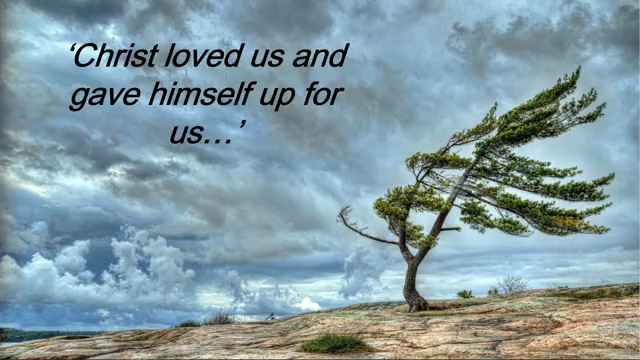 ‘Christ loved us and
gave himself up for
us…’